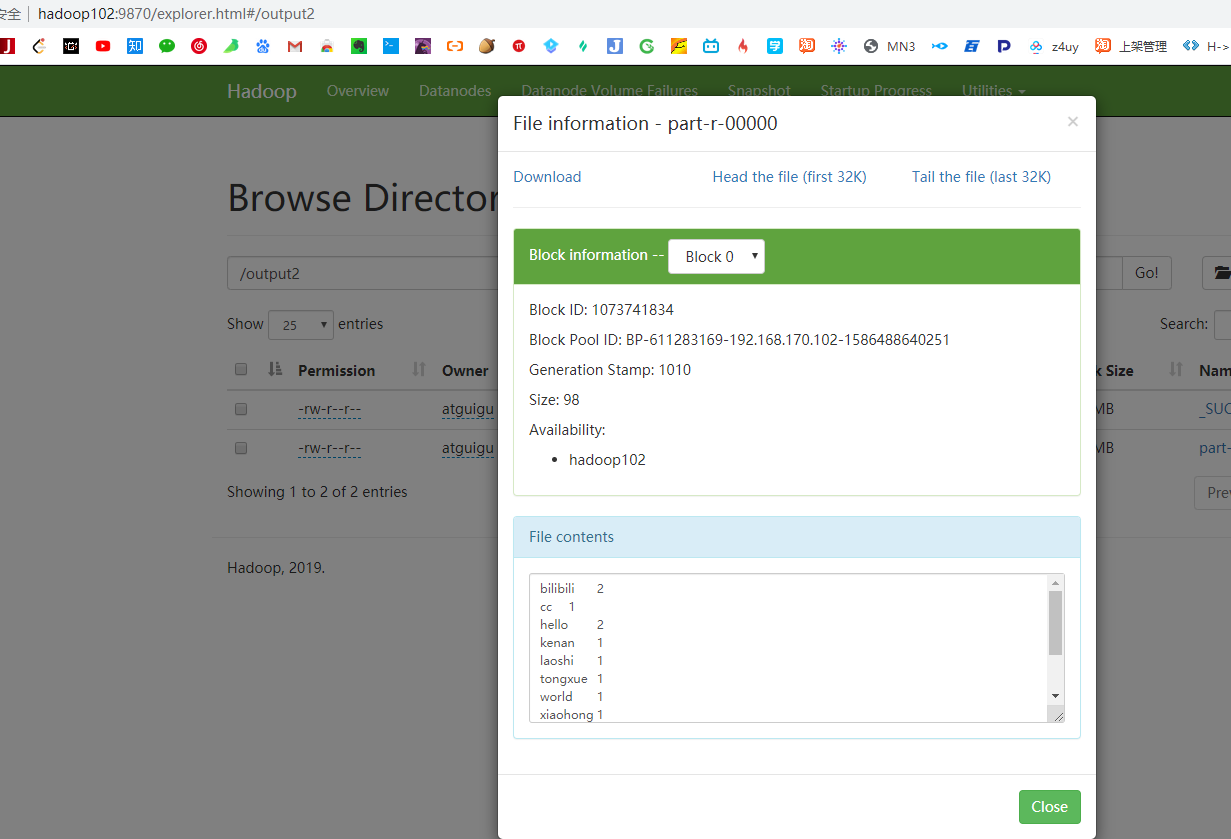 安全 hadoop102:9870/explorer.html#/output2
MN3 z4uy 上架管理 H->
Hadoop Overview Datanodes Datanode Volume Failures Snapshot Startup Progress Utilities
File information - part-r-00000 ×
Download Head the file (first 32K) Tail the file (last 32K)
Browse Director
Block information -- Block 0
/output2 Go!
Block ID: 1073741834
Show 25 entries Search:
Block Pool ID: BP-611283169-192.168.170.102-1586488640251
Permission Owner k Size Nam
Generation Stamp: 1010
Size: 98
-rw-r--r-- atguigu MB _SUC
Availability:
-rw-r--r-- atguigu MB part-
hadoop102
Showing 1 to 2 of 2 entries Pre
File contents
Hadoop, 2019.
bilibili 2
cc 1
hello 2
kenan 1
laoshi 1
tongxue 1
world 1
xiaohong 1
Close